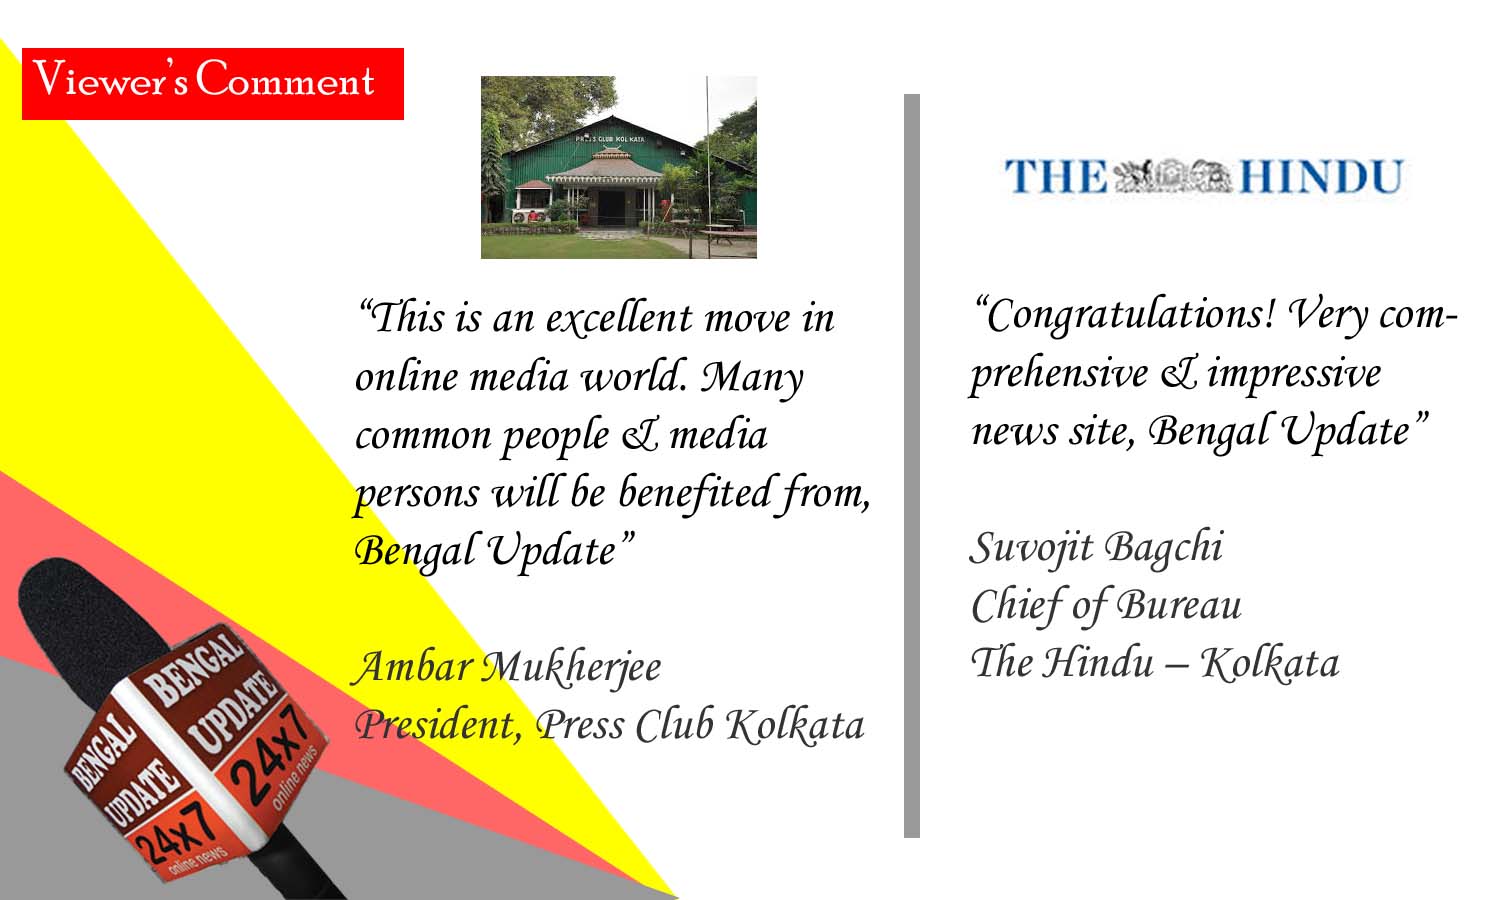 Viewer's Comment
PRESS CLUB KOLKATA
“This is an excellent move in
online media world. Many
common people & media
persons will be benefited from,
Bengal Update”
Ambar Mukherjee
President, Press Club Kolkata
THE HINDU
“Congratulations! Very com-
prehensive & impressive
news site, Bengal Update”
Suvojit Bagchi
Chief of Bureau
The Hindu – Kolkata
BENGAL
UPDATE
24x7
online news
BENGAL
UPDATE
24x7
online news